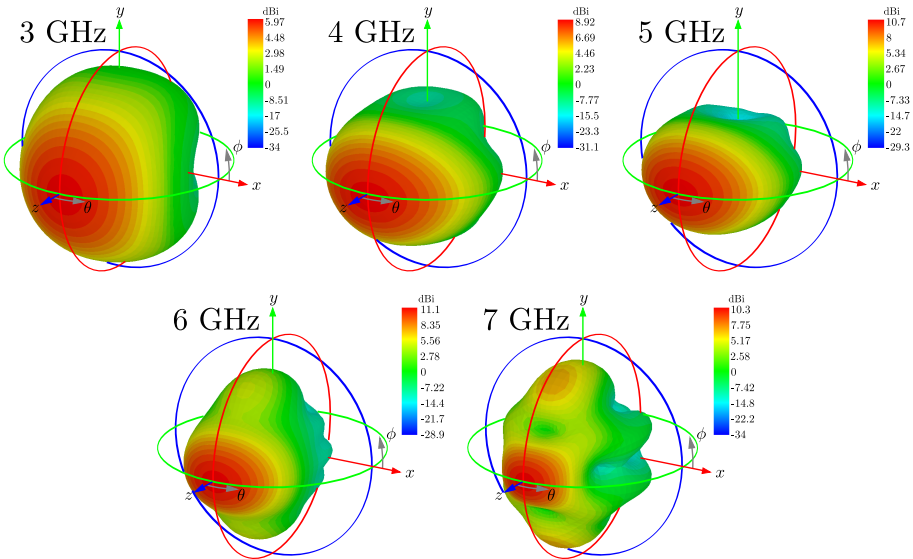 3 GHz
y
dBi
5.97
4.48
2.98
1.49
0
-8.51
-17
-25.5
-34
ϕ
x
z
θ
4 GHz
y
dBi
8.92
6.69
4.46
2.23
0
-7.77
-15.5
-23.3
-31.1
ϕ
x
z
θ
5 GHz
y
dBi
10.7
8
5.34
2.67
0
-7.33
-14.7
-22
-29.3
ϕ
x
z
θ
6 GHz
y
dBi
11.1
8.35
5.56
2.78
0
-7.22
-14.4
-21.7
-28.9
ϕ
x
z
θ
7 GHz
y
dBi
10.3
7.75
5.17
2.58
0
-7.42
-14.8
-22.2
-34
ϕ
x
z
θ